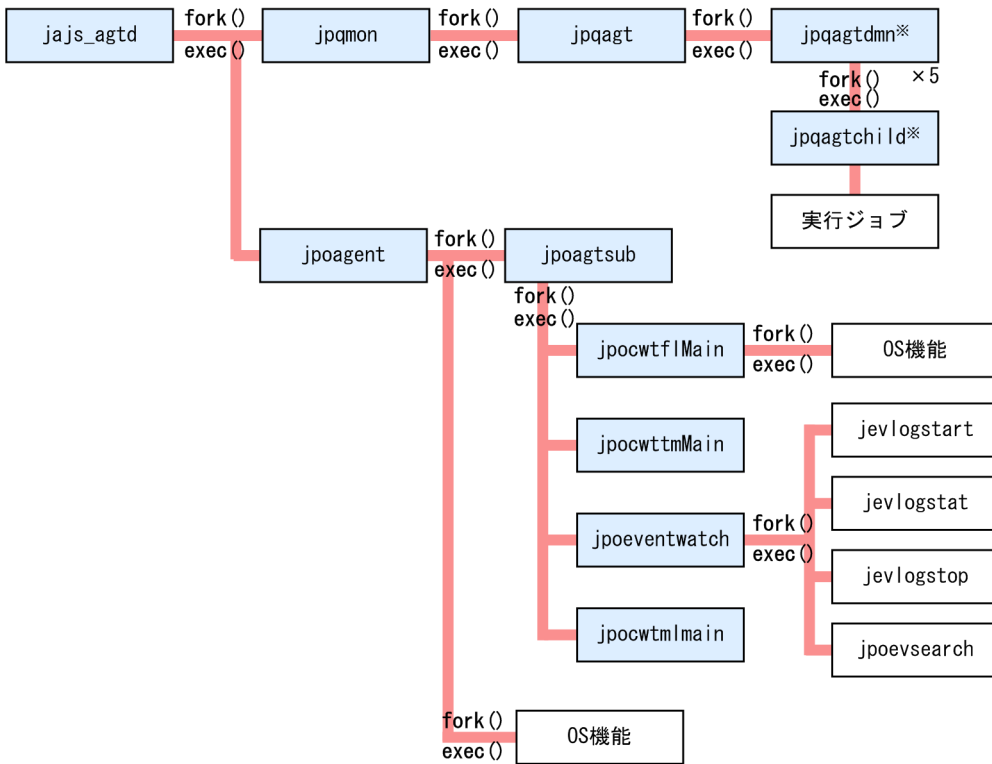 jajs_agtd
fork()
exec()
jpqmon
fork()
exec()
jpqagt
fork()
exec()
jpqagtdmn※
×5
fork()
exec()
jpqagtchild※
実行ジョブ
jpoagent
fork()
exec()
jpoagtsub
fork()
exec()
jpocwtflMain
fork()
exec()
OS機能
jpocwttmMain
jpoeventwatch
fork()
exec()
jevlogstart
jevlogstat
jevlogstop
jpoevsearch
jpocwtmlmain
fork()
exec()
OS機能